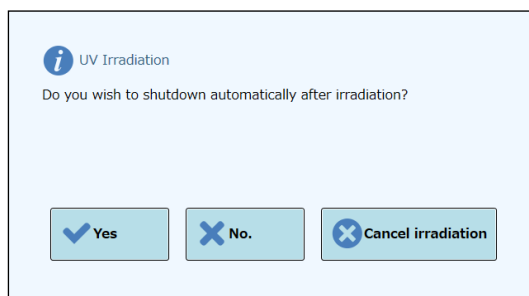 UV Irradiation
Do you wish to shutdown automatically after irradiation?
Yes No. Cancel irradiation